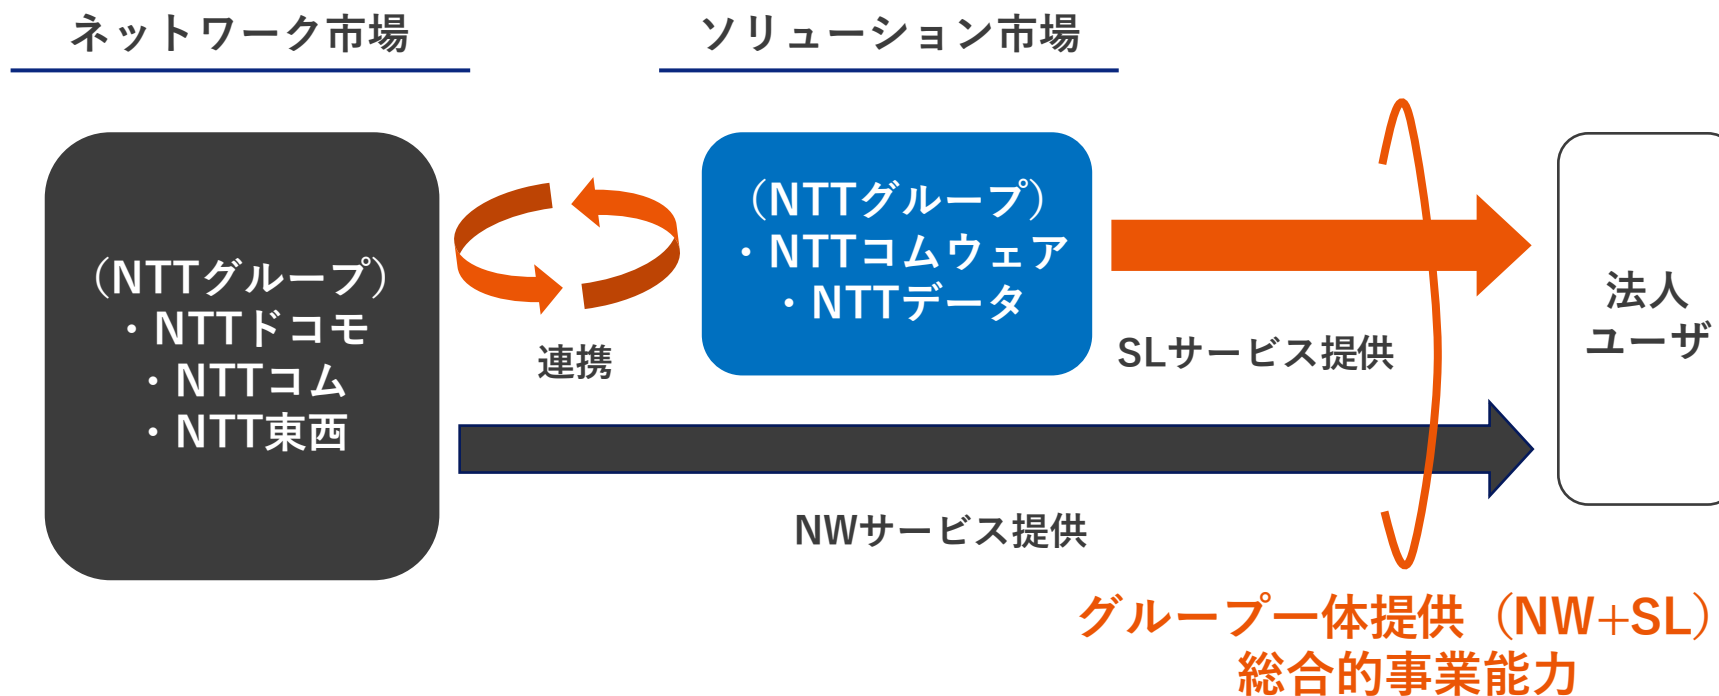 ネットワーク市場
ソリューション市場
（NTTグループ）
・NTTドコモ
・NTTコム
・NTT東西
連携
（NTTグループ）
・NTTコムウェア
・NTTデータ
SLサービス提供
NWサービス提供
法人
ユーザ
グループ一体提供（NW+SL）
総合的事業能力